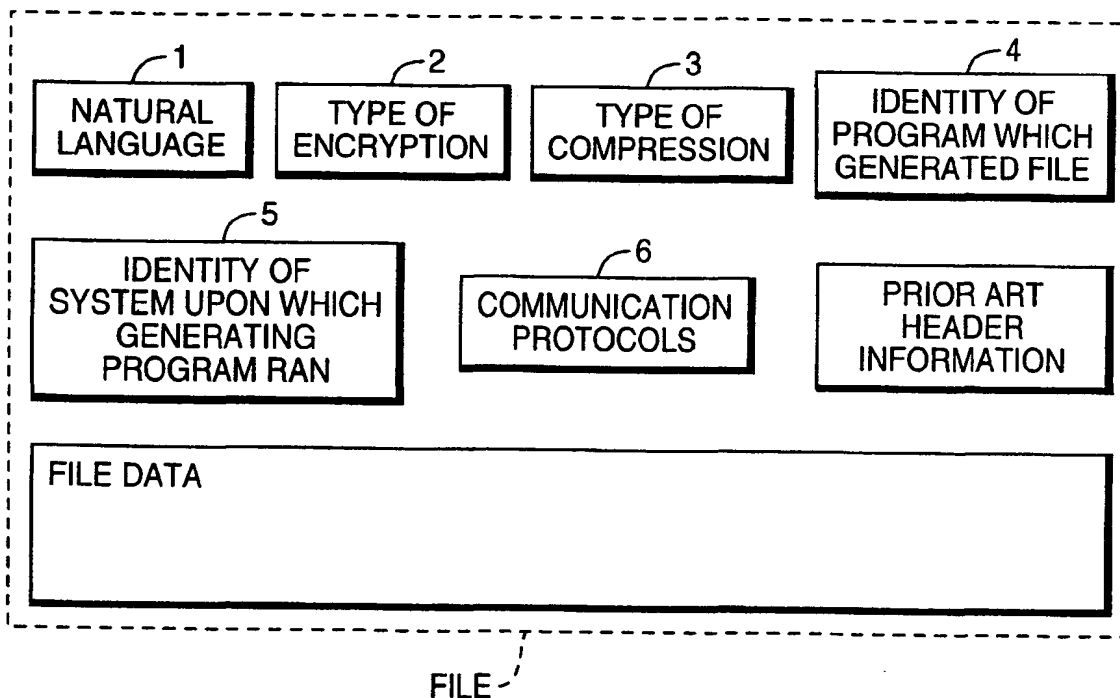 1
2
3
4
NATURAL
LANGUAGE
TYPE OF
ENCRYPTION
TYPE OF
COMPRESSION
IDENTITY OF
PROGRAM WHICH
GENERATED FILE
5
6
IDENTITY OF
SYSTEM UPON WHICH
GENERATING
PROGRAM RAN
COMMUNICATION
PROTOCOLS
PRIOR ART
HEADER
INFORMATION
FILE DATA
FILE